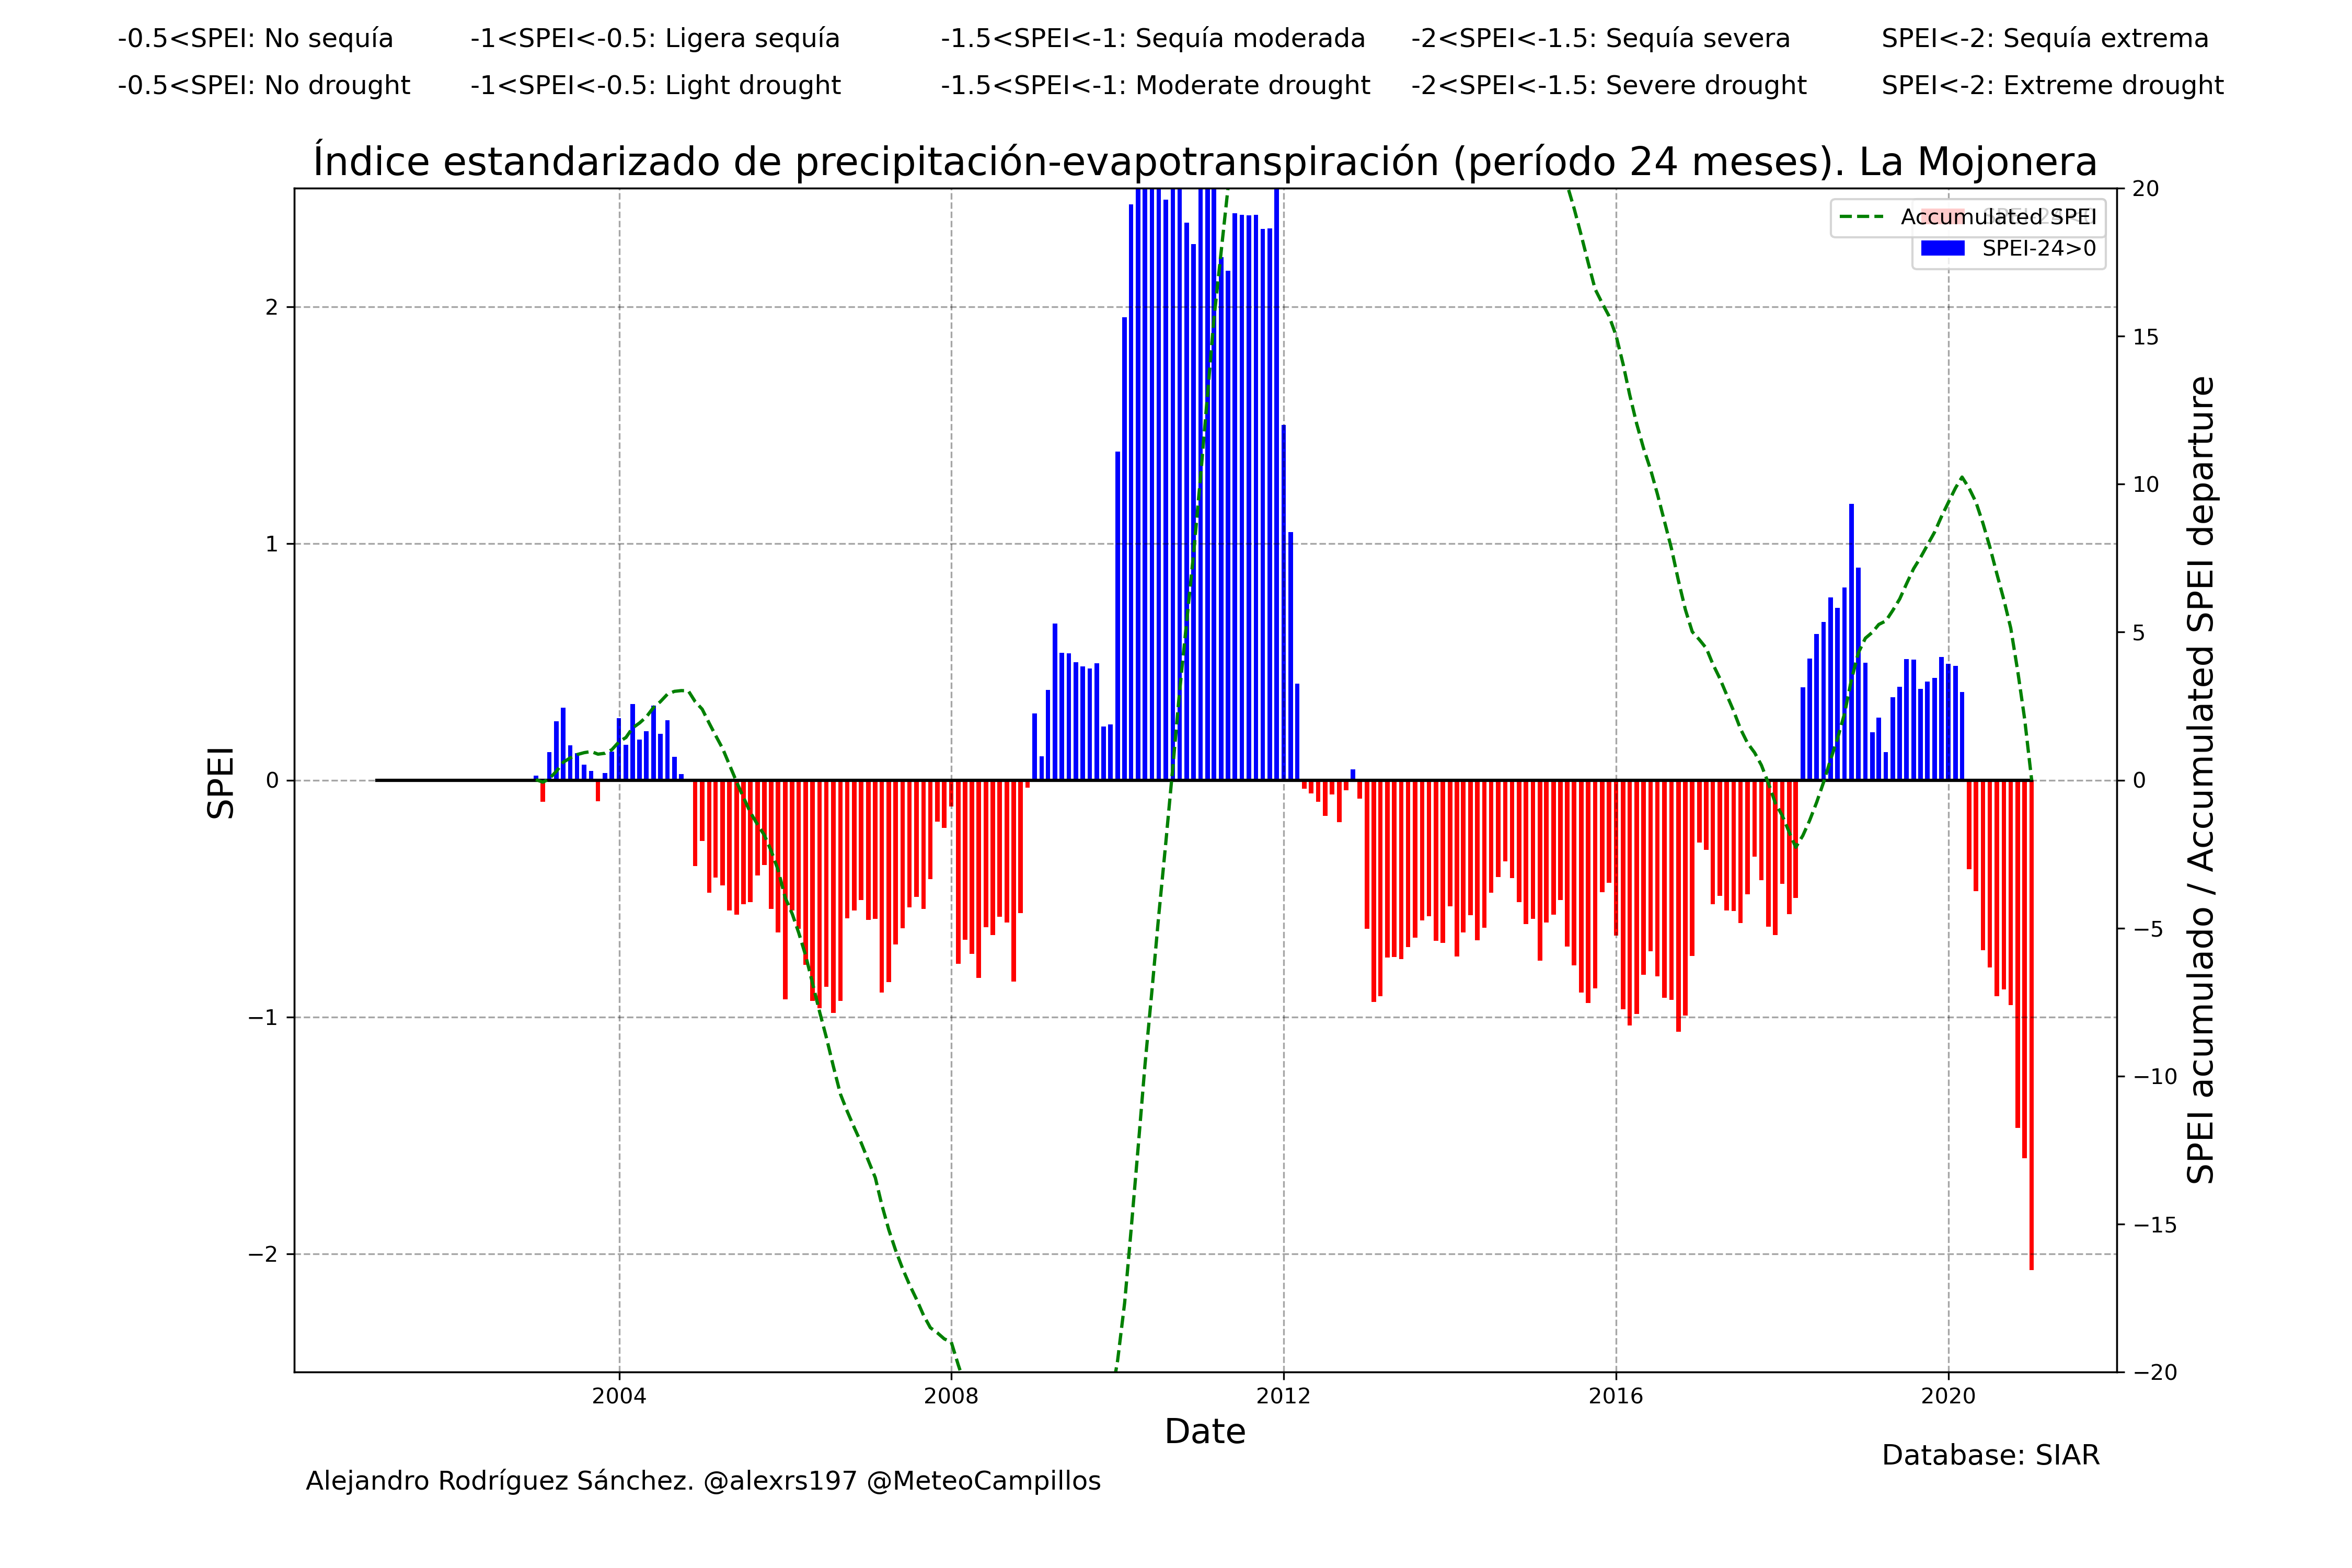 -0.5<SPEI: No sequía -1<SPEI<-0.5: Ligera sequía -1.5<SPEI<-1: Sequía moderada -2<SPEI<-1.5: Sequía severa SPEI<-2: Sequía extrema
-0.5<SPEI: No drought -1<SPEI<-0.5: Light drought -1.5<SPEI<-1: Moderate drought -2<SPEI<-1.5: Severe drought SPEI<-2: Extreme drought
Índice estandarizado de precipitación-evapotranspiración (período 24 meses). La Mojonera
Accumulated SPEI
SPEI-24>0
2
1
0
−1
−2
SPEI
20
15
10
5
0
−5
−10
−15
−20
SPEI acumulado / Accumulated SPEI departure
2004 2008 2012 2016 2020
Date
Database: SIAR
Alejandro Rodríguez Sánchez. @alexrs197 @MeteoCampillos